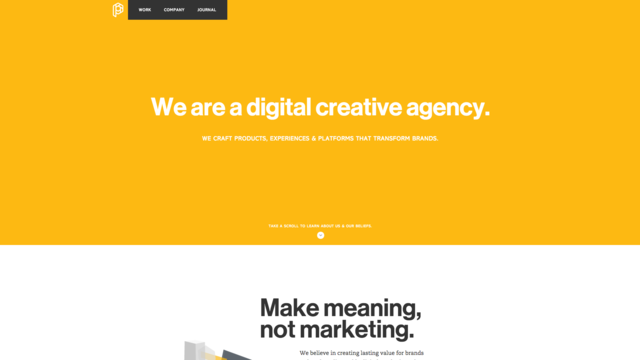 WORK COMPANY JOURNAL
We are a digital creative agency.
WE CRAFT PRODUCTS, EXPERIENCES & PLATFORMS THAT TRANSFORM BRANDS.
TAKE A SCROLL TO LEARN ABOUT US & OUR BELIEFS.
Make meaning,
not marketing.
We believe in creating lasting value for brands